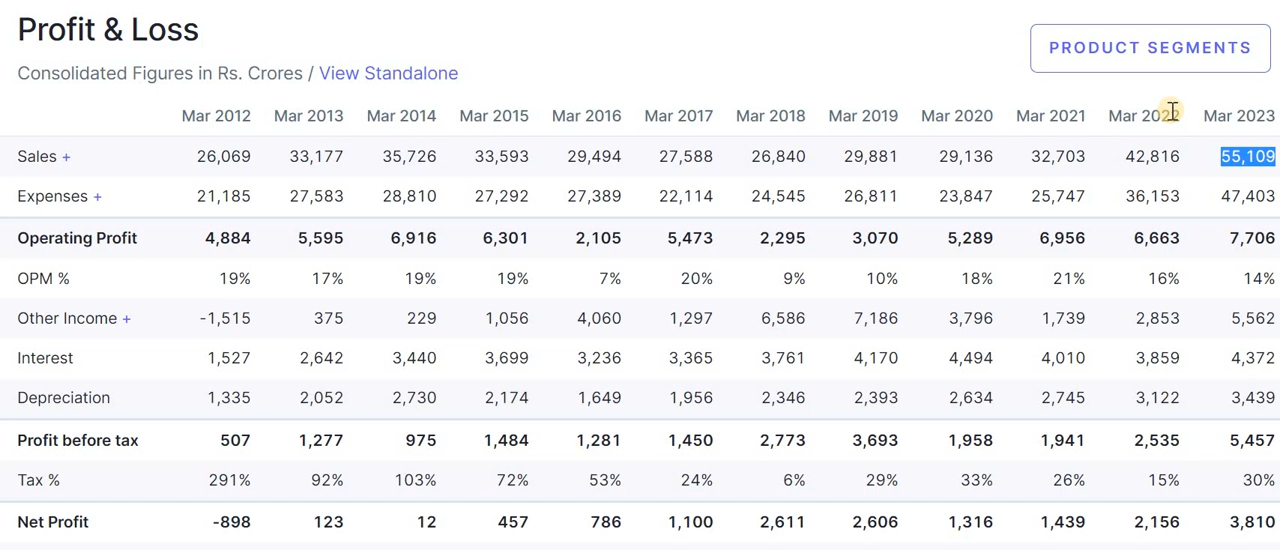 Profit & Loss
PRODUCT SEGMENTS
Consolidated Figures in Rs. Crores / View Standalone
Mar 2012 Mar 2013 Mar 2014 Mar 2015 Mar 2016 Mar 2017 Mar 2018 Mar 2019 Mar 2020 Mar 2021 Mar 2022 Mar 2023
Sales + 26,069 33,177 35,726 33,593 29,494 27,588 26,840 29,881 29,136 32,703 42,816 55,109
Expenses + 21,185 27,583 28,810 27,292 27,389 22,114 24,545 26,811 23,847 25,747 36,153 47,403
Operating Profit 4,884 5,595 6,916 6,301 2,105 5,473 2,295 3,070 5,289 6,956 6,663 7,706
OPM % 19% 17% 19% 19% 7% 20% 9% 10% 18% 21% 16% 14%
Other Income + -1,515 375 229 1,056 4,060 1,297 6,586 7,186 3,796 1,739 2,853 5,562
Interest 1,527 2,642 3,440 3,699 3,236 3,365 3,761 4,170 4,494 4,010 3,859 4,372
Depreciation 1,335 2,052 2,730 2,174 1,649 1,956 2,346 2,393 2,634 2,745 3,122 3,439
Profit before tax 507 1,277 975 1,484 1,281 1,450 2,773 3,693 1,958 1,941 2,535 5,457
Tax % 291% 92% 103% 72% 53% 24% 6% 29% 33% 26% 15% 30%
Net Profit -898 123 12 457 786 1,100 2,611 2,606 1,316 1,439 2,156 3,810